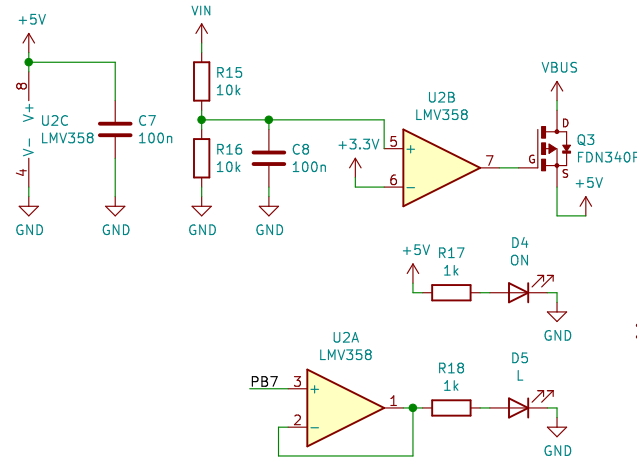 +5V
8
V+
U2C
LMV358
V-
4
GND
C7
100n
GND
VIN
R15
10k
R16
10k
GND
C8
100n
GND
+3.3V
U2B
LMV358
5
+
6
-
7
VBUS
D
G
S
Q3
FDN340P
+5V
+5V
R17
1k
D4
ON
GND
U2A
LMV358
PB7
3
+
2
-
1
R18
1k
D5
L
GND